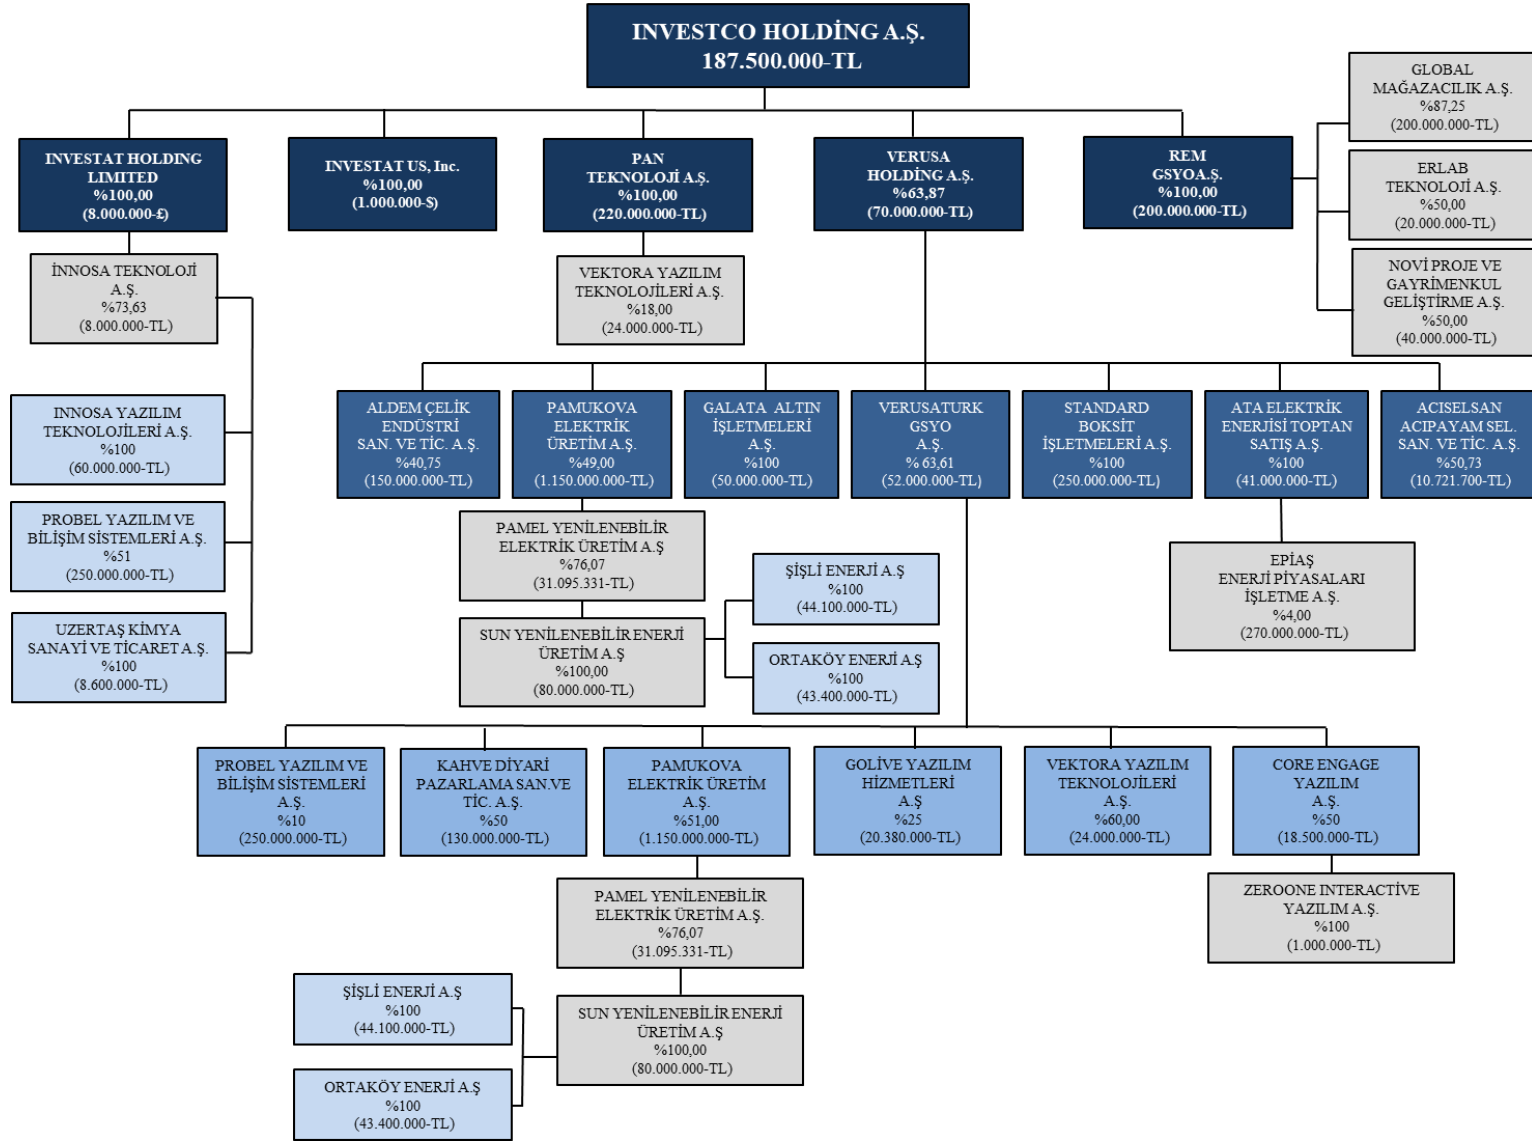 INVESTCO HOLDİNG A.Ş.
187.500.000-TL
INVESTAT HOLDING
LIMITED
%100,00
(8.000.000-£)
INVESTAT US, Inc.
%100,00
(1.000.000-$)
PAN
TEKNOLOJİ A.Ş.
%100,00
(220.000.000-TL)
VERUSA
HOLDİNG A.Ş.
%63,87
(70.000.000-TL)
REM
GSYOA.Ş.
%100,00
(200.000.000-TL)
GLOBAL
MAĞAZACILIK A.Ş.
%87,25
(200.000.000-TL)
ERLAB
TEKNOLOJİ A.Ş.
%50,00
(20.000.000-TL)
NOVİ PROJE VE
GAYRİMENKUL
GELİŞTİRME A.Ş.
%50,00
(40.000.000-TL)
İNNOSA TEKNOLOJİ
A.Ş.
%73,63
(8.000.000-TL)
VEKTORA YAZILIM
TEKNOLOJİLERİ A.Ş.
%18,00
(24.000.000-TL)
INNOSA YAZILIM
TEKNOLOJİLERİ A.Ş.
%100
(60.000.000-TL)
PROBEL YAZILIM VE
BİLİŞİM SİSTEMLERİ A.Ş.
%51
(250.000.000-TL)
UZERTAŞ KİMYA
SANAYİ VE TİCARET A.Ş.
%100
(8.600.000-TL)
ALDEM ÇELİK
ENDÜSTRİ
SAN. VE TİC. A.Ş.
%40,75
(150.000.000-TL)
PAMUKOVA
ELEKTRİK
ÜRETİM A.Ş.
%49,00
(1.150.000.000-TL)
GALATA ALTIN
İŞLETMELERİ
A.Ş.
%100
(50.000.000-TL)
VERUSATURK
GSYO
A.Ş.
% 63,61
(52.000.000-TL)
STANDARD
BOKSİT
İŞLETMELERİ A.Ş.
%100
(250.000.000-TL)
ATA ELEKTRİK
ENERJİSİ TOPTAN
SATIŞ A.Ş.
%100
(41.000.000-TL)
ACISELSAN
ACIPAYAM SEL.
SAN. VE TİC. A.Ş.
%50,73
(10.721.700-TL)
PAMEL YENİLENEBİLİR
ELEKTRİK ÜRETİM A.Ş
%76,07
(31.095.331-TL)
SUN YENİLENEBİLİR ENERJİ
ÜRETİM A.Ş
%100,00
(80.000.000-TL)
ŞİŞLİ ENERJİ A.Ş
%100
(44.100.000-TL)
ORTAKÖY ENERJİ A.Ş
%100
(43.400.000-TL)
EPİAŞ
ENERJİ PİYASALARI
İŞLETME A.Ş.
%4,00
(270.000.000-TL)
PROBEL YAZILIM VE
BİLİŞİM SİSTEMLERİ
A.Ş.
%10
(250.000.000-TL)
KAHVE DİYARİ
PAZARLAMA SAN.VE
TİC. A.Ş.
%50
(130.000.000-TL)
PAMUKOVA
ELEKTRİK ÜRETİM
A.Ş.
%51,00
(1.150.000.000-TL)
GOLİVE YAZILIM
HİZMETLERİ
A.Ş
%25
(20.380.000-TL)
VEKTORA YAZILIM
TEKNOLOJİLERİ
A.Ş.
%60,00
(24.000.000-TL)
CORE ENGAGE
YAZILIM
A.Ş.
%50
(18.500.000-TL)
PAMEL YENİLENEBİLİR
ELEKTRİK ÜRETİM A.Ş.
%76,07
(31.095.331-TL)
ZEROONE INTERACTİVE
YAZILIM A.Ş.
%100
(1.000.000-TL)
ŞİŞLİ ENERJİ A.Ş
%100
(44.100.000-TL)
SUN YENİLENEBİLİR ENERJİ
ÜRETİM A.Ş
%100,00
(80.000.000-TL)
ORTAKÖY ENERJİ A.Ş
%100
(43.400.000-TL)